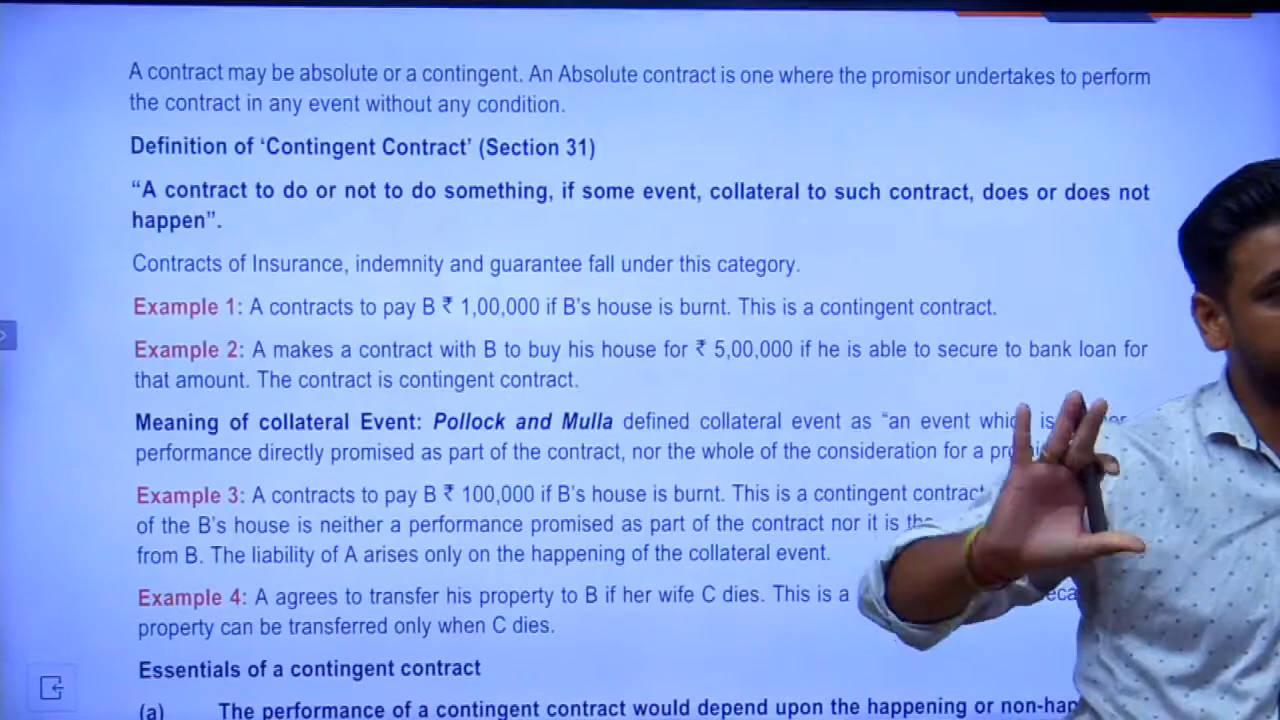 A contract may be absolute or a contingent. An Absolute contract is one where the promisor undertakes to perform
the contract in any event without any condition.
Definition of ‘Contingent Contract’ (Section 31)
“A contract to do or not to do something, if some event, collateral to such contract, does or does not
happen”.
Contracts of Insurance, indemnity and guarantee fall under this category.
Example 1: A contracts to pay B ₹ 1,00,000 if B’s house is burnt. This is a contingent contract.
Example 2: A makes a contract with B to buy his house for ₹ 5,00,000 if he is able to secure to bank loan for
that amount. The contract is contingent contract.
Meaning of collateral Event: Pollock and Mulla defined collateral event as “an event which is
performance directly promised as part of the contract, nor the whole of the consideration for a
Example 3: A contracts to pay B ₹ 100,000 if B’s house is burnt. This is a contingent contract
of the B’s house is neither a performance promised as part of the contract nor it is the
from B. The liability of A arises only on the happening of the collateral event.
Example 4: A agrees to transfer his property to B if her wife C dies. This is a
property can be transferred only when C dies.
Essentials of a contingent contract
(a) The performance of a contingent contract would depend upon the happening or